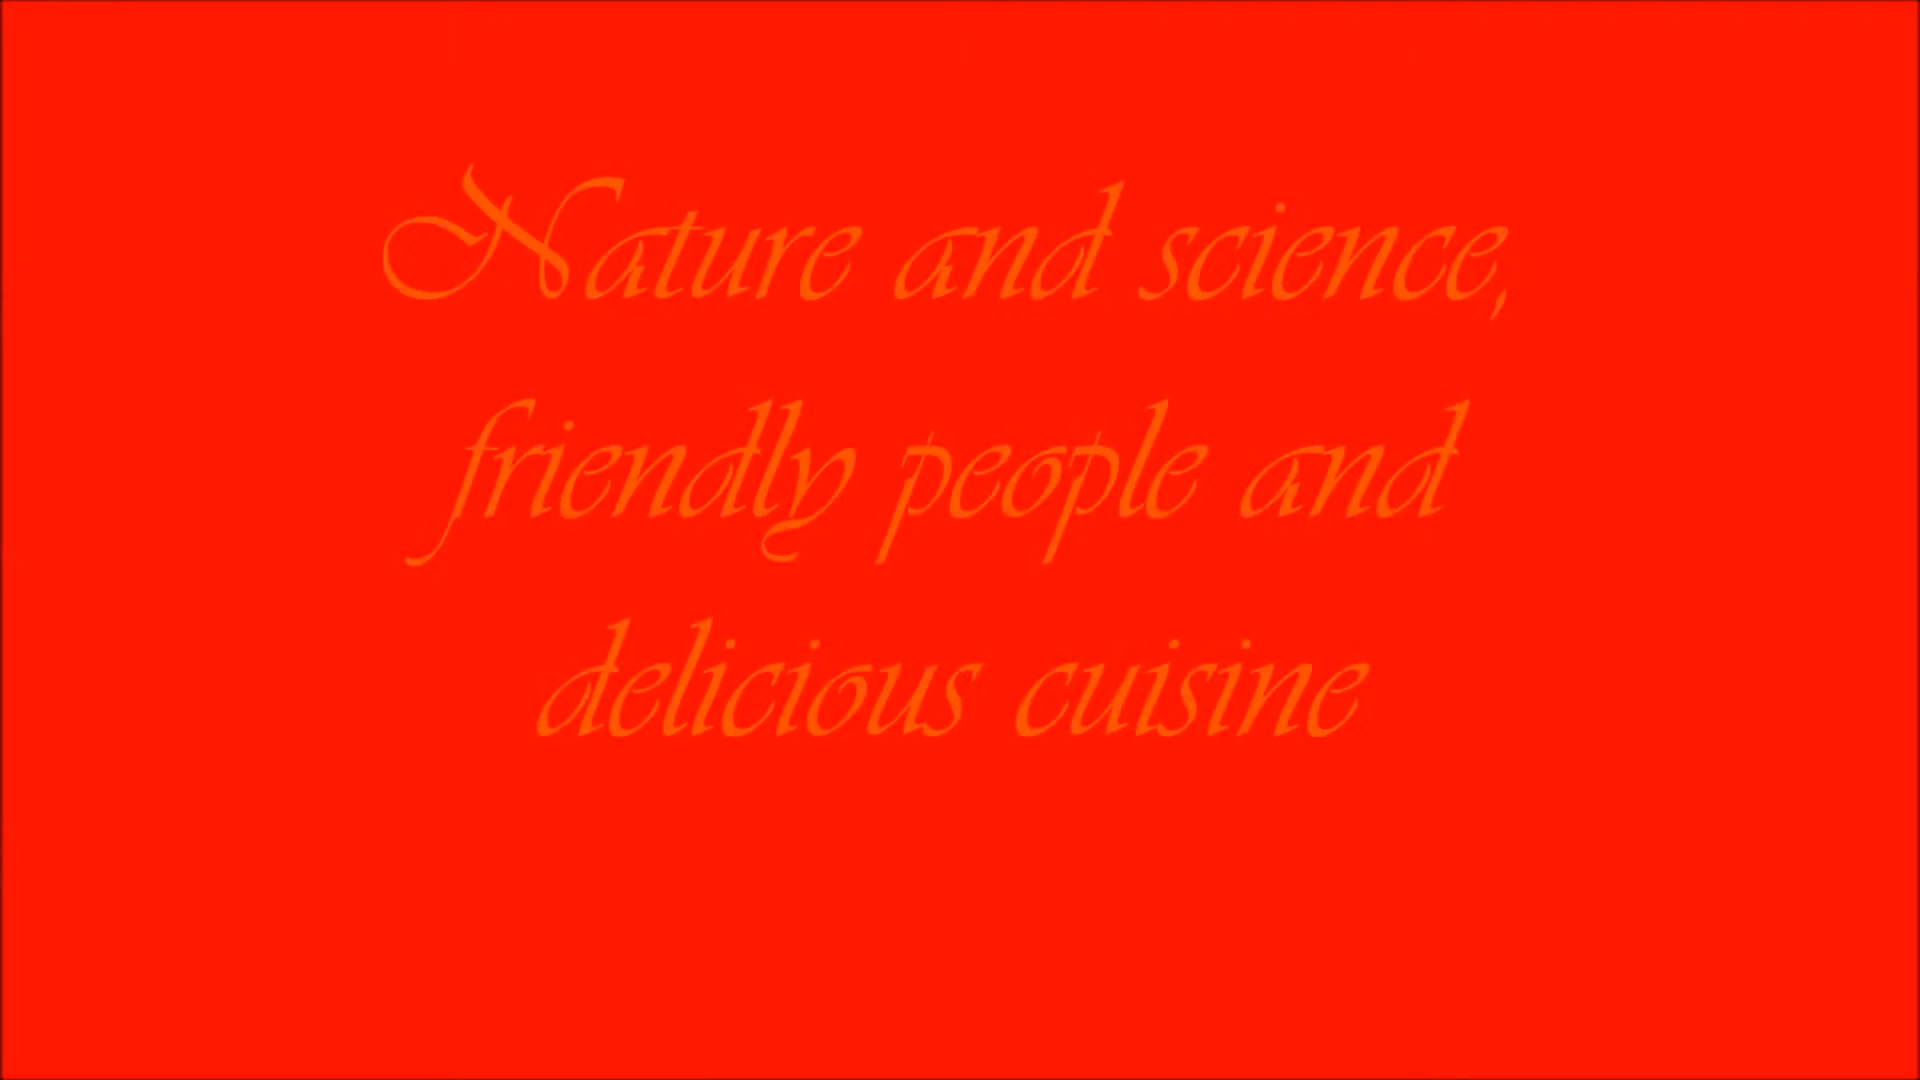 Nature and science,
friendly people and
delicious cuisine